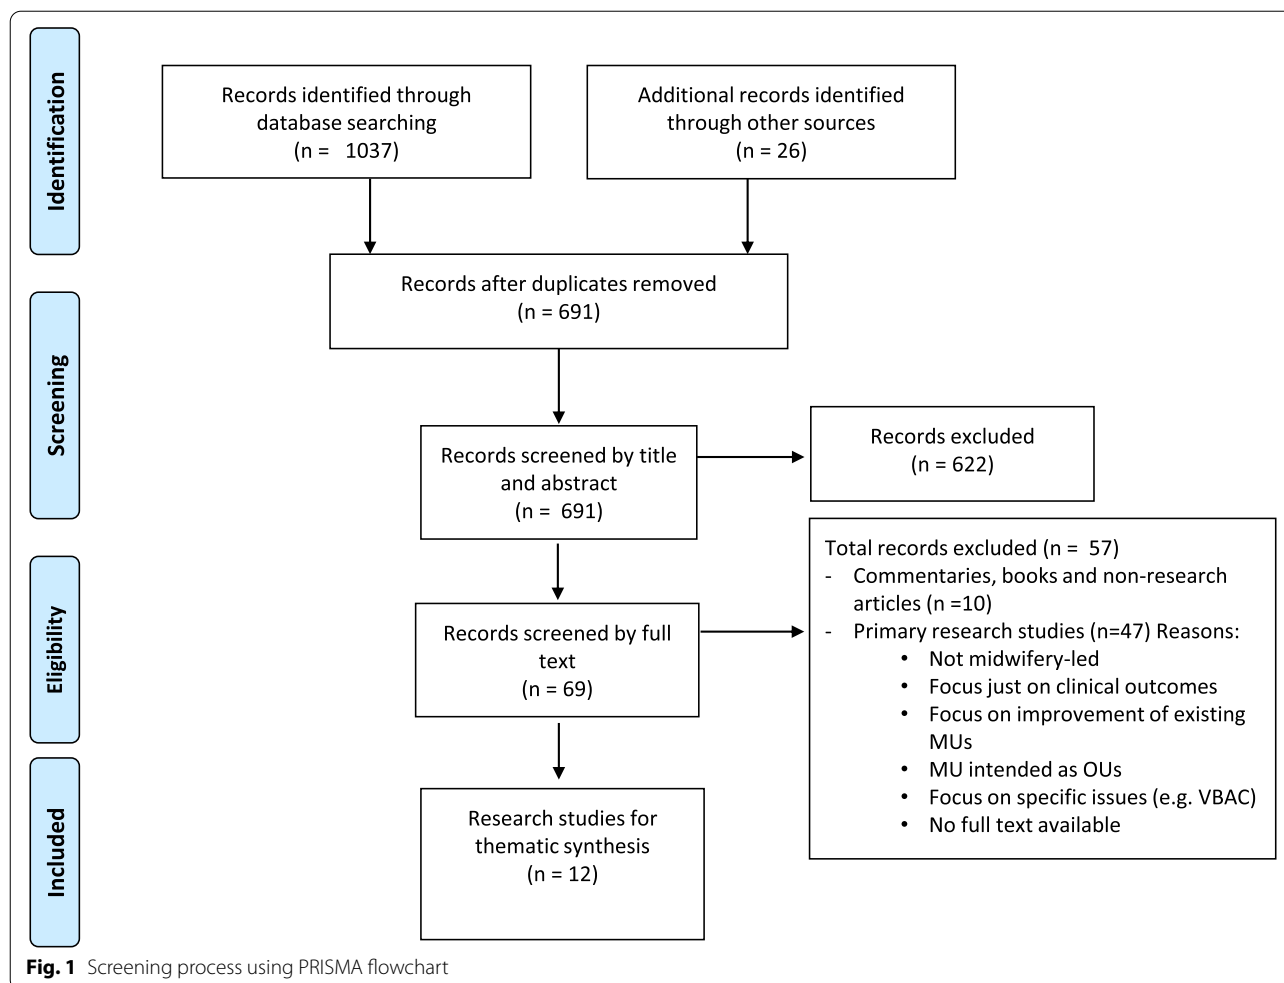 Identification
Records identified through
database searching
(n = 1037)
Additional records identified
through other sources
(n = 26)
Records after duplicates removed
(n = 691)
Screening
Records screened by title
and abstract
(n = 691)
Records excluded
(n = 622)
Eligibility
Records screened by full
text
(n = 69)
Total records excluded (n = 57)
- Commentaries, books and non-research
articles (n =10)
- Primary research studies (n=47) Reasons:
• Not midwifery-led
• Focus just on clinical outcomes
• Focus on improvement of existing
MUs
• MU intended as OUs
• Focus on specific issues (e.g. VBAC)
• No full text available
Included
Research studies for
thematic synthesis
(n = 12)
Fig. 1 Screening process using PRISMA flowchart